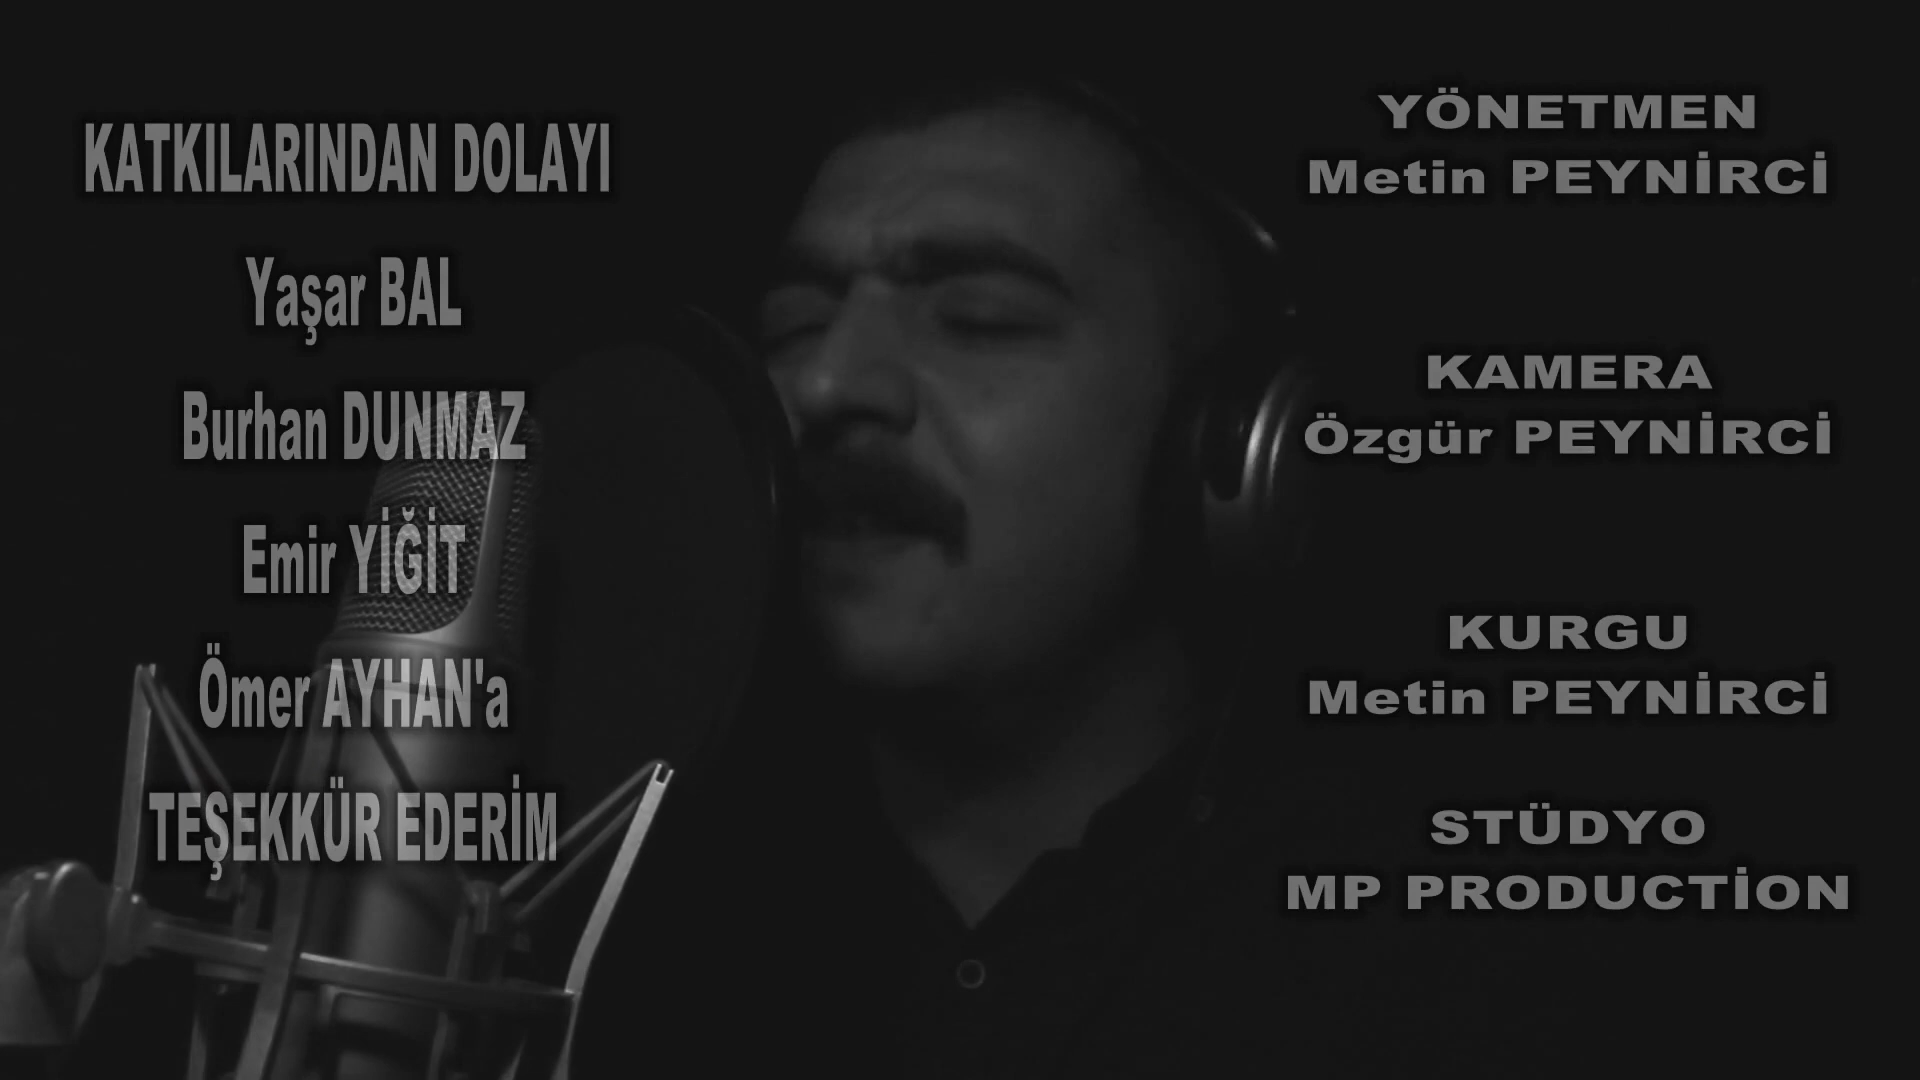 KATKILARINDAN DOLAYI
Yaşar BAL
Burhan DUNMAZ
Emir YİĞİT
Ömer AYHAN'a
TEŞEKKÜR EDERİM
YÖNETMEN
Metin PEYNİRCİ
KAMERA
Özgür PEYNİRCİ
KURGU
Metin PEYNİRCİ
STÜDYO
MP PRODUCTİON